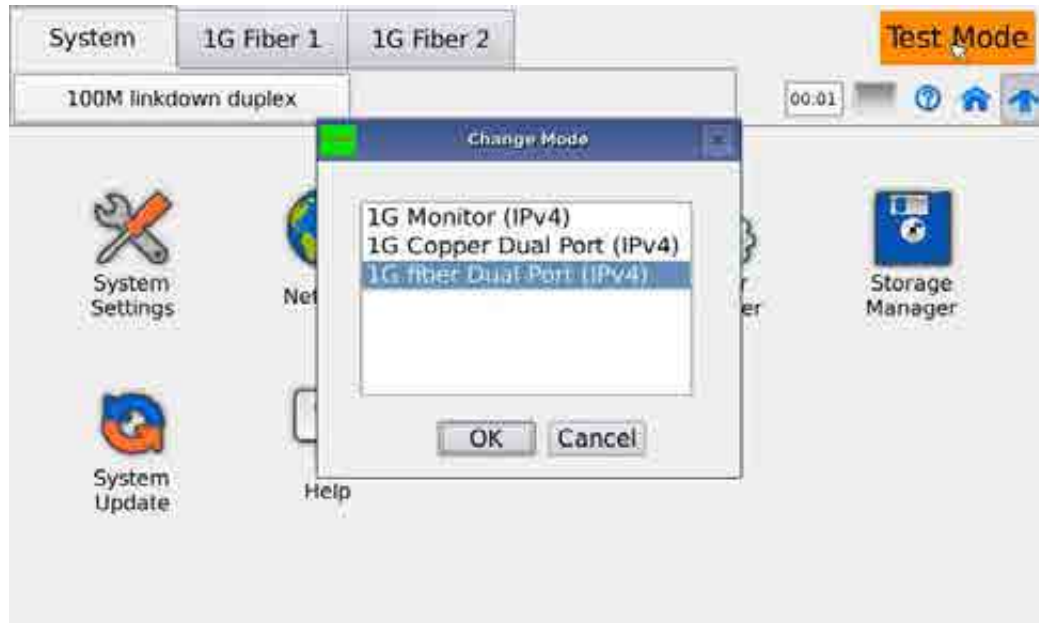 System
1G Fiber 1
1G Fiber 2
Test Mode
100M linkdown duplex
00:01
Change Mode
1G Monitor (IPv4)
1G Copper Dual Port (IPv4)
1G fiber Dual Port (IPv4)
OK
Cancel
System
Settings
Net
r
er
Storage
Manager
System
Update
Help